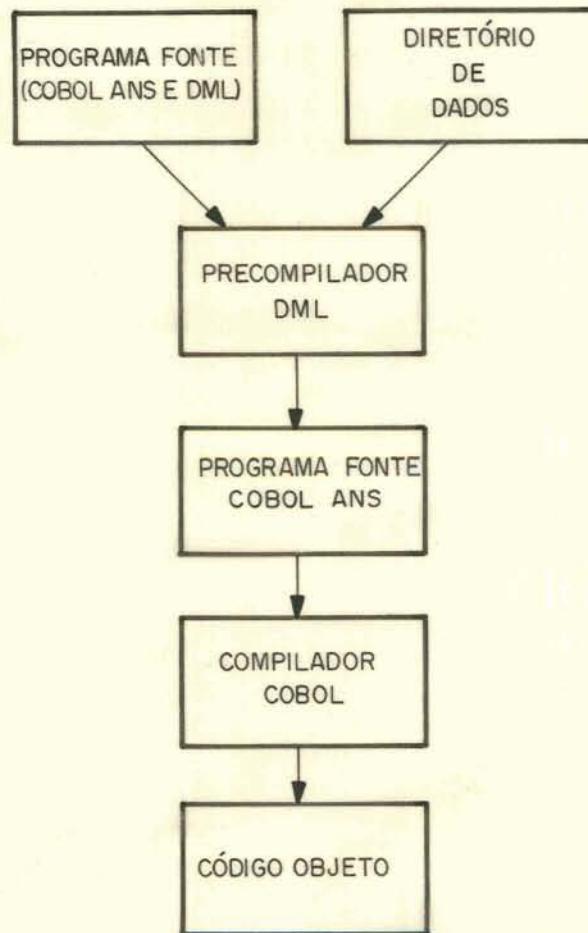 PROGRAMA FONTE
(COBOL ANS E DML)
DIRETÓRIO
DE
DADOS
PRECOMPILADOR
DML
PROGRAMA FONTE
COBOL ANS
COMPILADOR
COBOL
CÓDIGO OBJETO